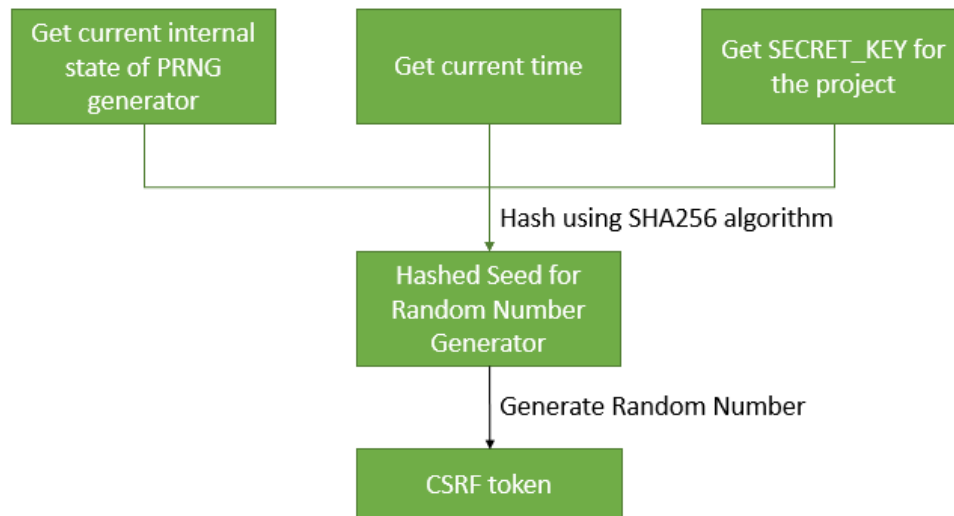 Get current internal
state of PRNG
generator
Get current time
Get SECRET_KEY for
the project
Hash using SHA256 algorithm
Hashed Seed for
Random Number
Generator
Generate Random Number
CSRF token